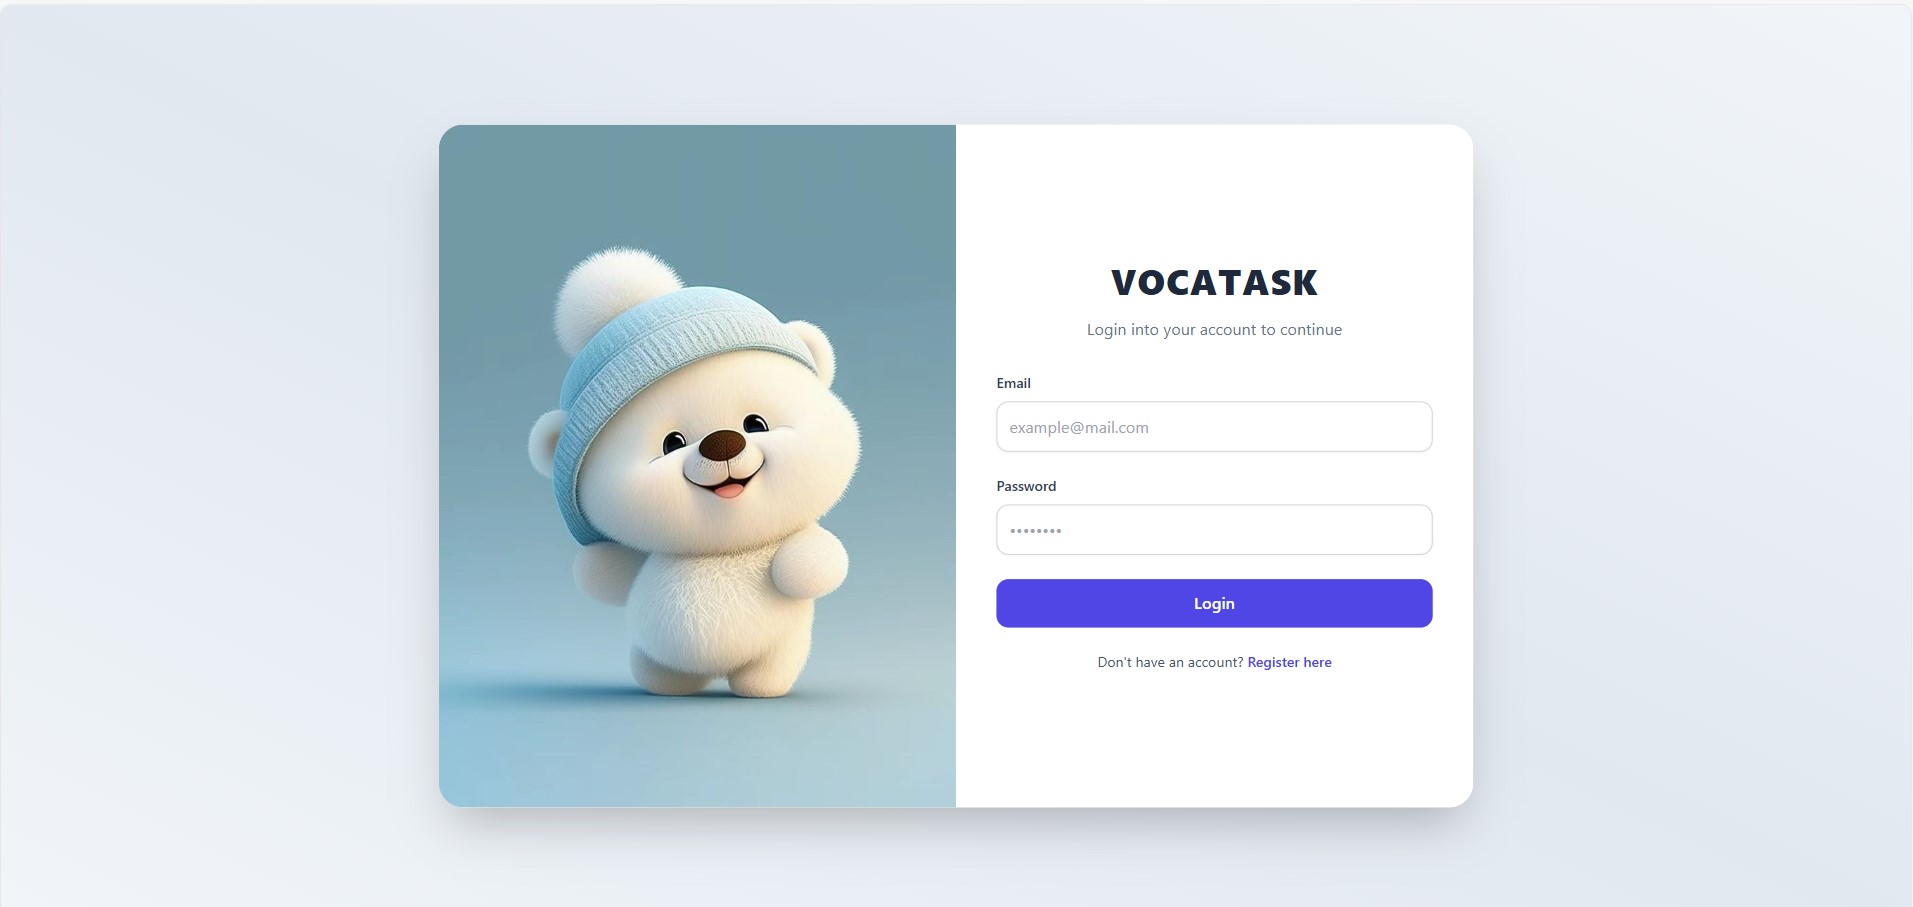 VOCATASK
Login into your account to continue
Email
example@mail.com
Password
••••••••
Login
Don't have an account? Register here